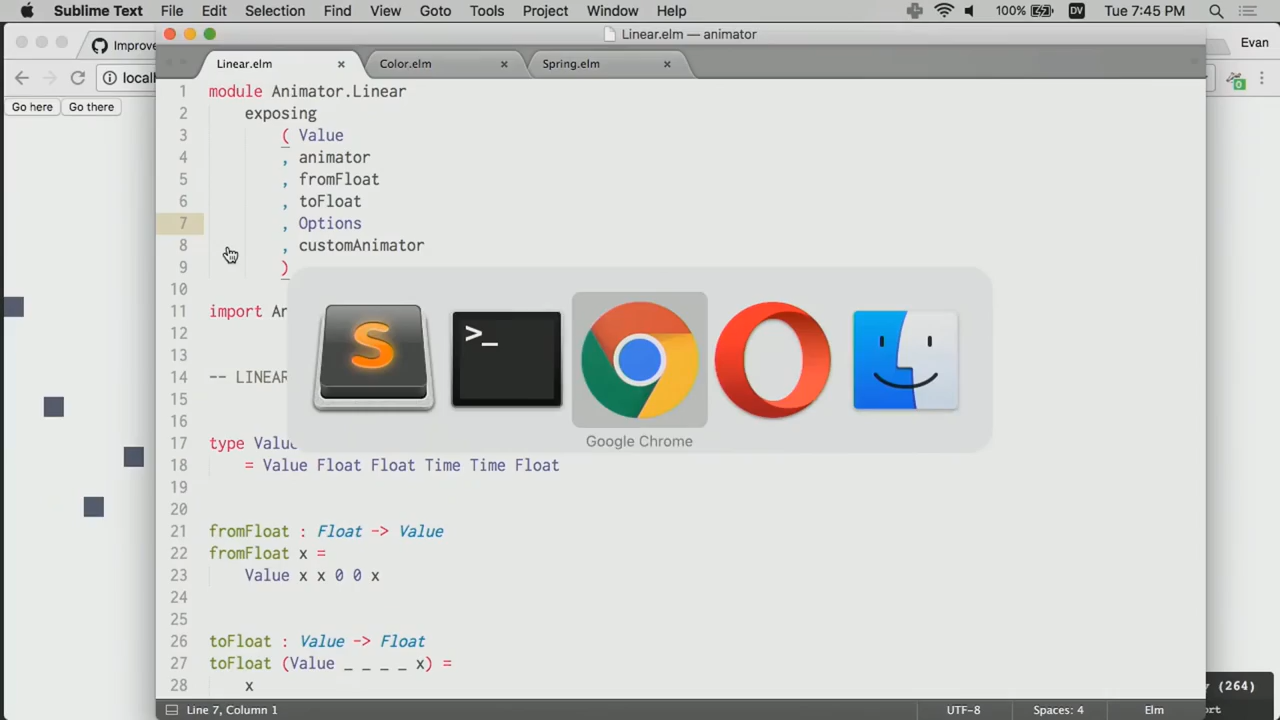 Sublime Text File Edit Selection Find View Goto Tools Project Window Help 100% DV Tue 7:45 PM
Linear.elm — animator
Improve
Evan
Linear.elm × Color.elm × Spring.elm ×
local
Go here Go there
1 module Animator.Linear
2 exposing
3 ( Value
4 , animator
5 , fromFloat
6 , toFloat
7 , Options
8 , customAnimator
9 )
10
11 import An
12
13
14 -- LINEAR
15
16
17 type Value
18 = Value Float Float Time Time Float
19
20
21 fromFloat : Float -> Value
22 fromFloat x =
23 Value x x 0 0 x
24
25
26 toFloat : Value -> Float
27 toFloat (Value _ _ _ _ x) =
28 x
>_
Google Chrome
(264)
ort
Line 7, Column 1 UTF-8 Spaces: 4 Elm